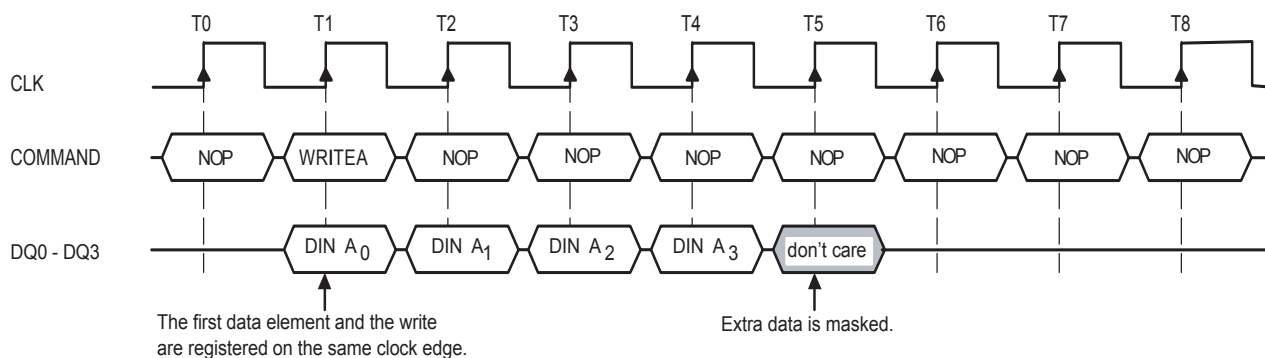 T0 T1 T2 T3 T4 T5 T6 T7 T8
CLK
COMMAND NOP WRITEA NOP NOP NOP NOP NOP NOP NOP
DQ0 - DQ3 DIN A0 DIN A1 DIN A2 DIN A3 don't care
The first data element and the write
are registered on the same clock edge.
Extra data is masked.